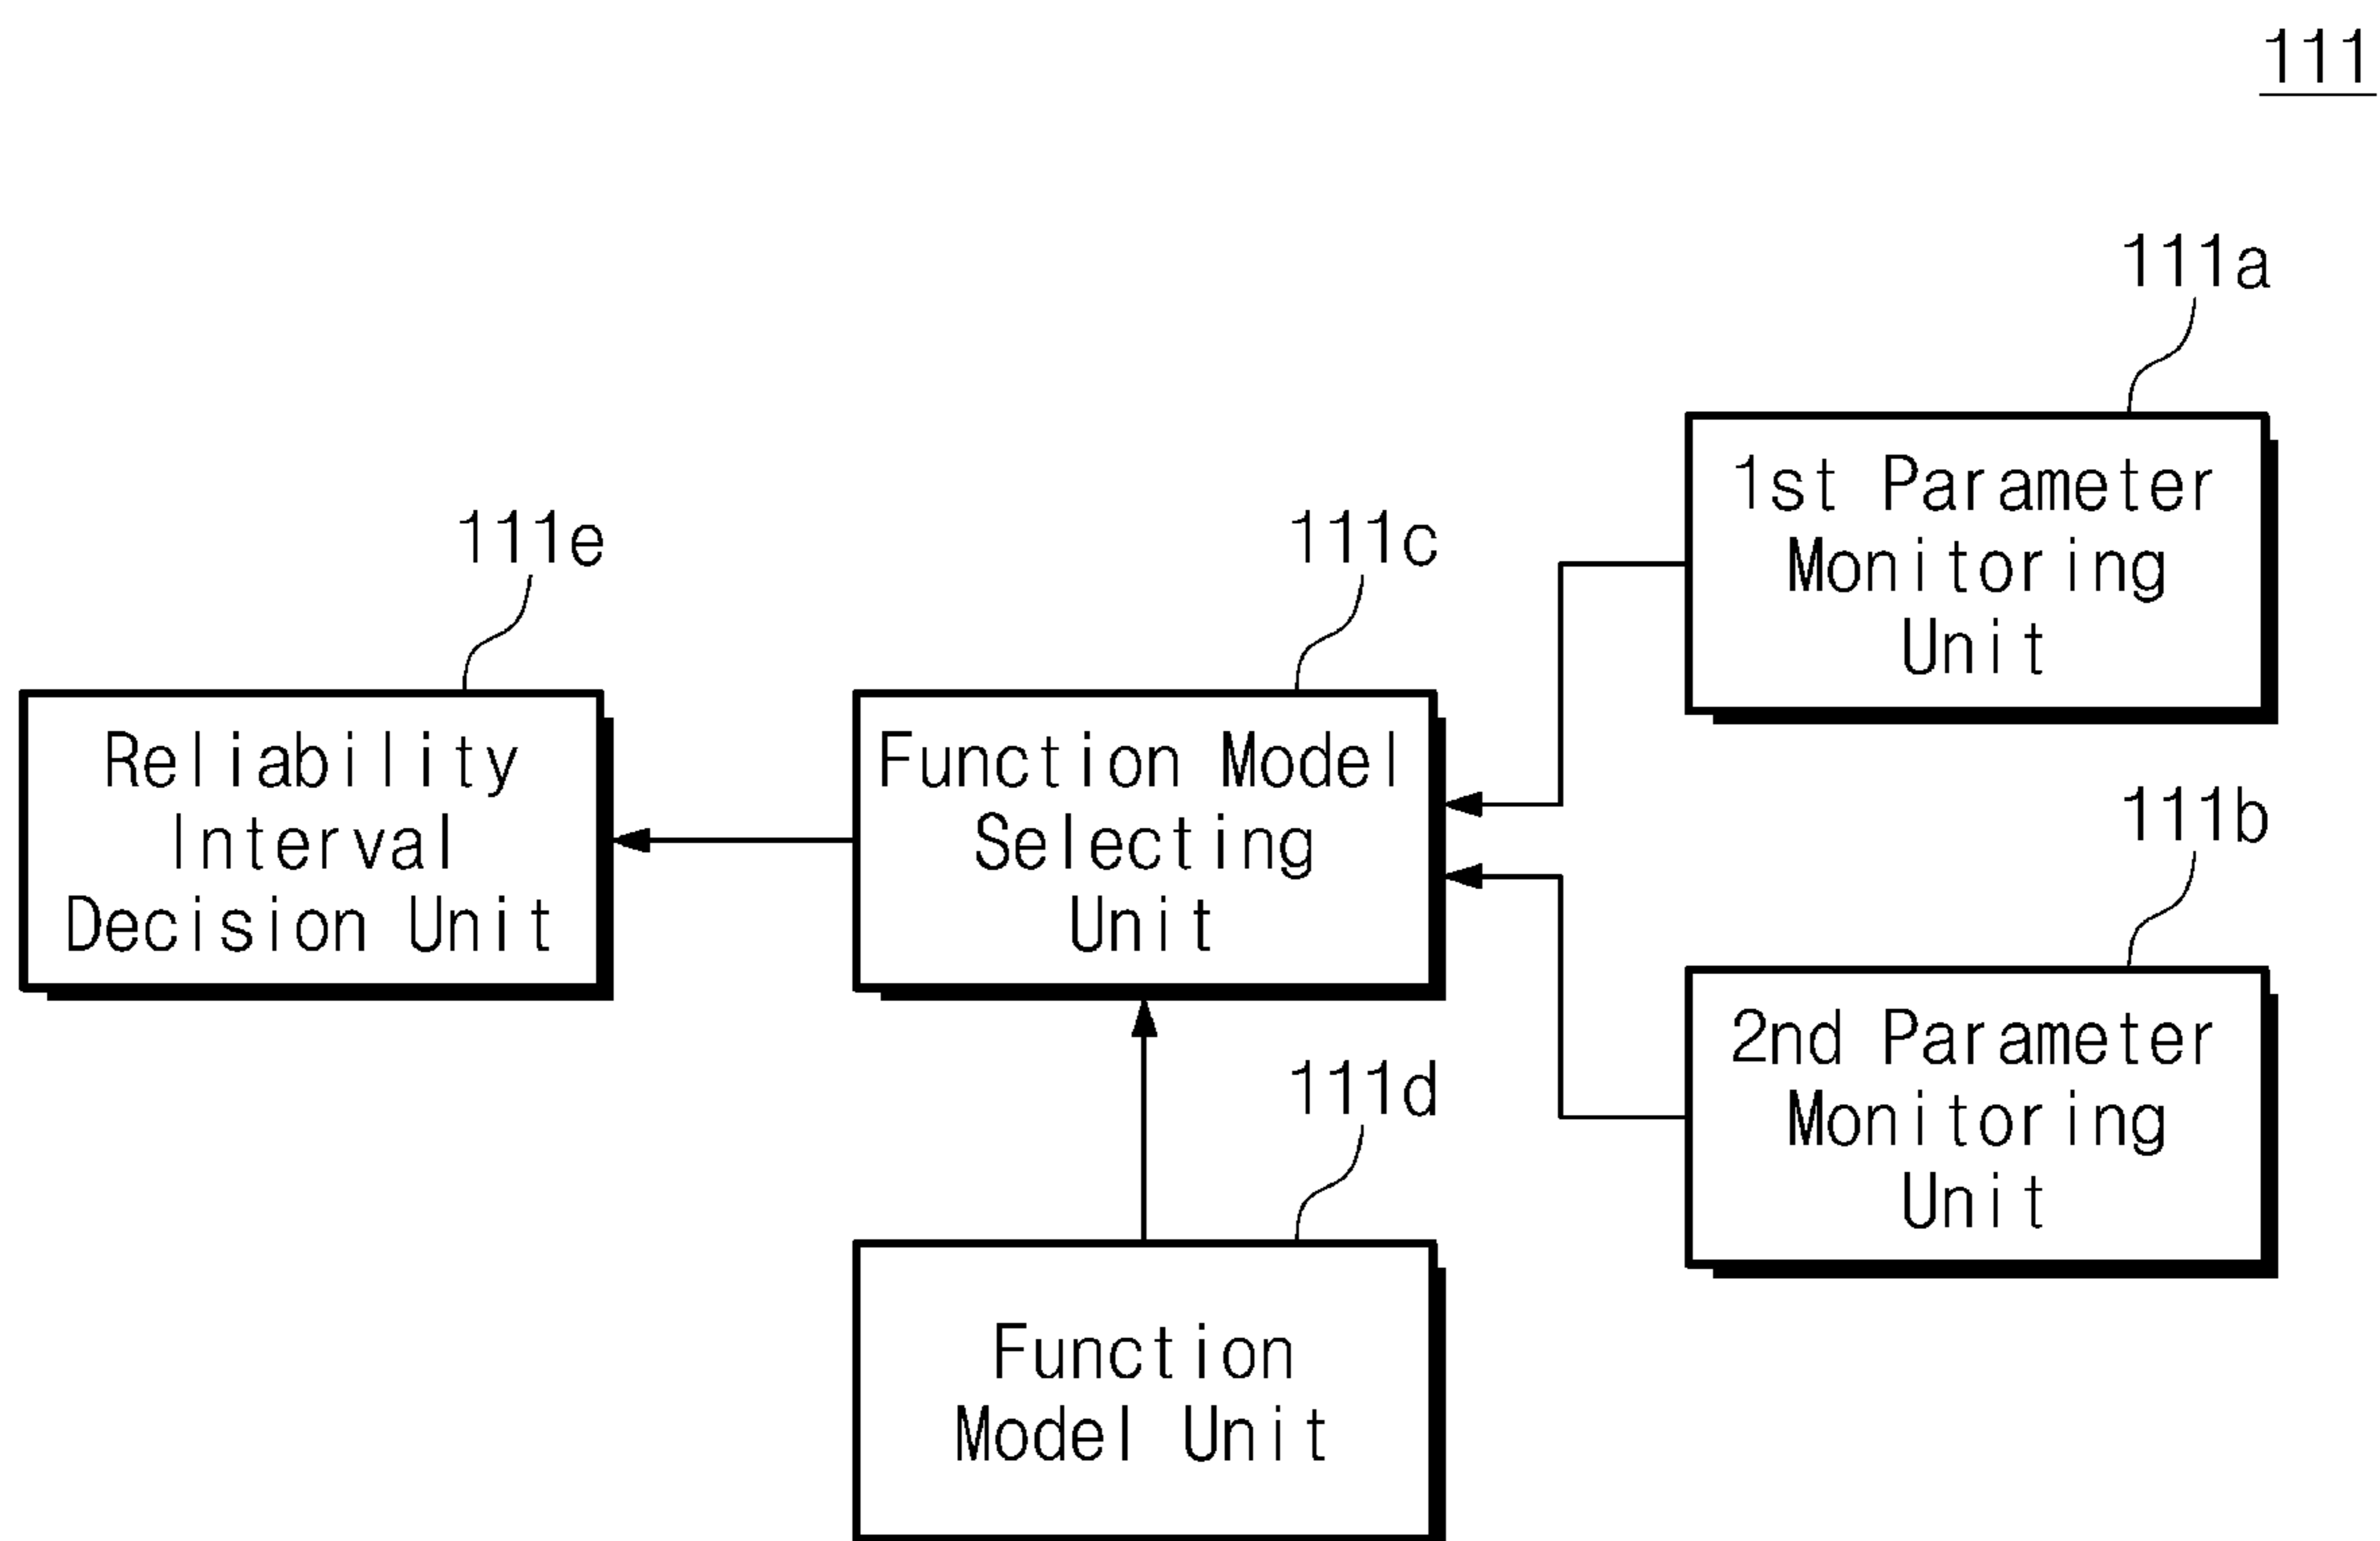 111
111a
1st Parameter
Monitoring
Unit
111e
Reliability
Interval
Decision Unit
111c
Function Model
Selecting
Unit
111b
2nd Parameter
Monitoring
Unit
111d
Function
Model Unit